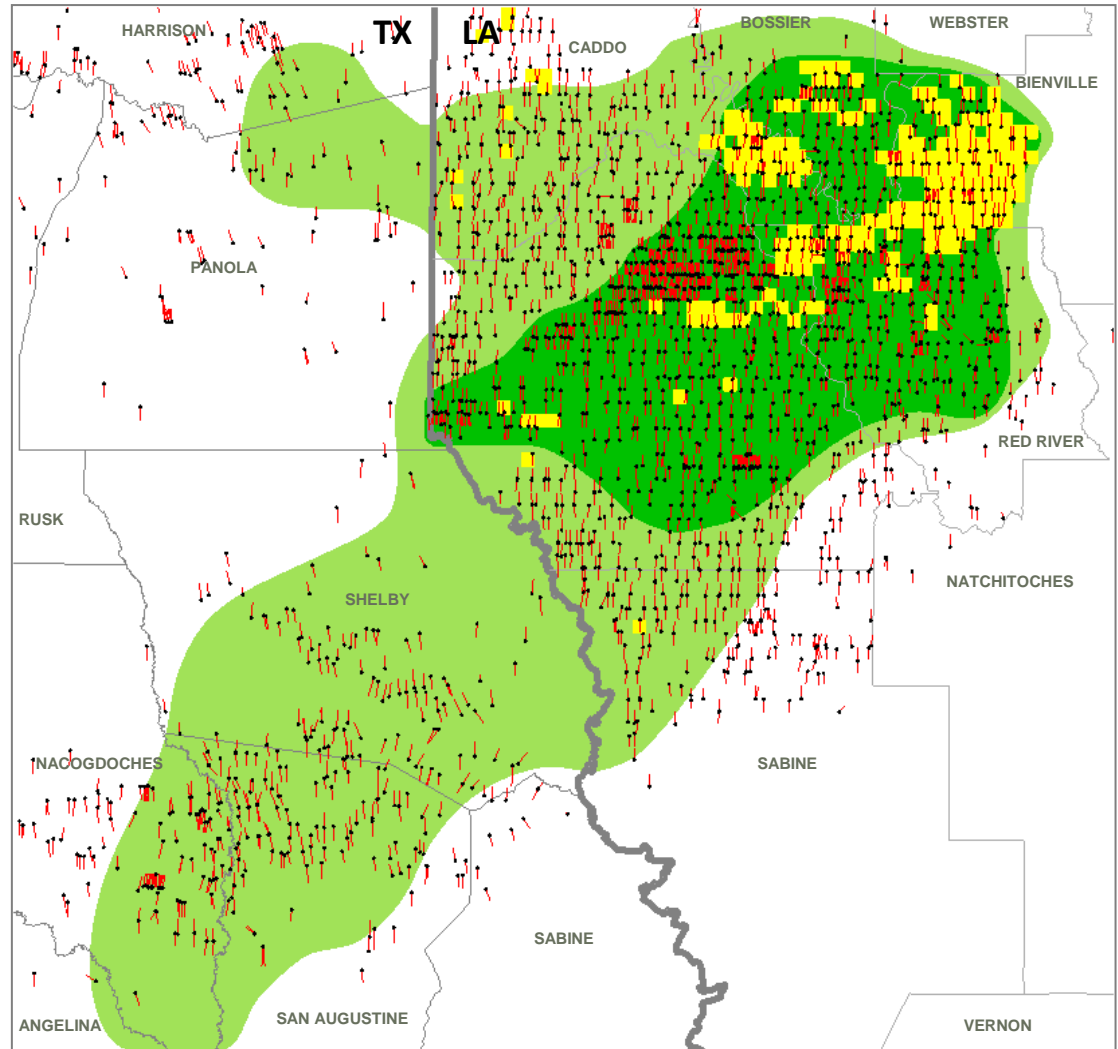 HARRISON
TX
LA
CADDO
BOSSIER
WEBSTER
BIENVILLE
PANOLA
RED RIVER
RUSK
NATCHITOCHES
SHELBY
NACOGDOCHES
SABINE
SABINE
ANGELINA
SAN AUGUSTINE
VERNON